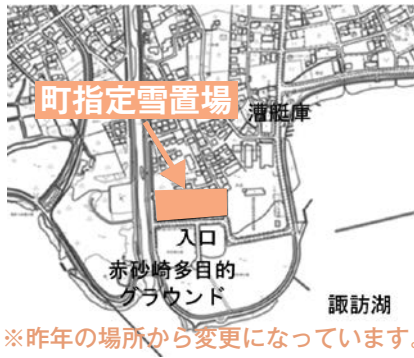 町指定雪置場
漕艇庫
入口
赤砂崎多目的
グラウンド
諏訪湖
※昨年の場所から変更になっています。